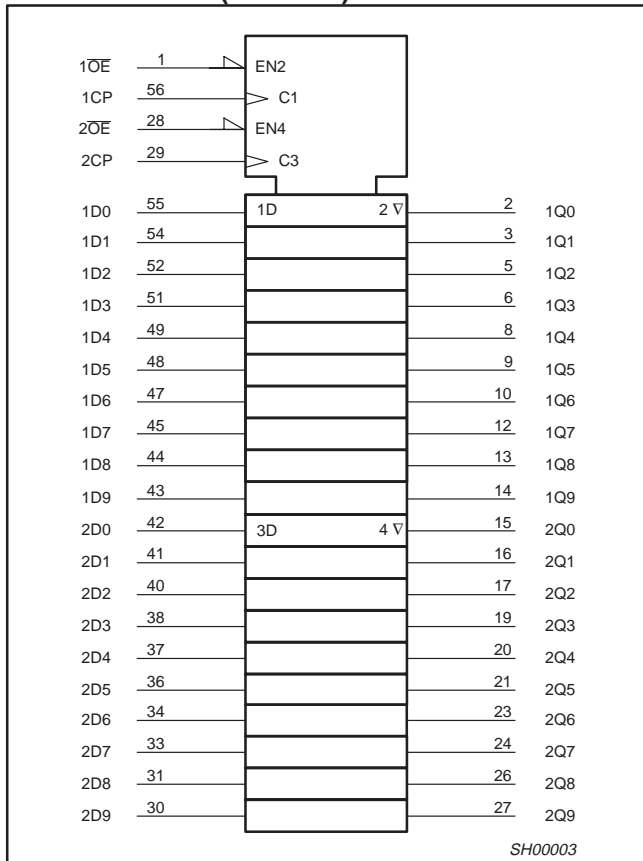 1OE 1 EN2
1CP 56 C1
2OE 28 EN4
2CP 29 C3
1D0 55 1D 2 ∇ 2 1Q0
1D1 54 3 1Q1
1D2 52 5 1Q2
1D3 51 6 1Q3
1D4 49 8 1Q4
1D5 48 9 1Q5
1D6 47 10 1Q6
1D7 45 12 1Q7
1D8 44 13 1Q8
1D9 43 14 1Q9
2D0 42 3D 4 ∇ 15 2Q0
2D1 41 16 2Q1
2D2 40 17 2Q2
2D3 38 19 2Q3
2D4 37 20 2Q4
2D5 36 21 2Q5
2D6 34 23 2Q6
2D7 33 24 2Q7
2D8 31 26 2Q8
2D9 30 27 2Q9
SH00003